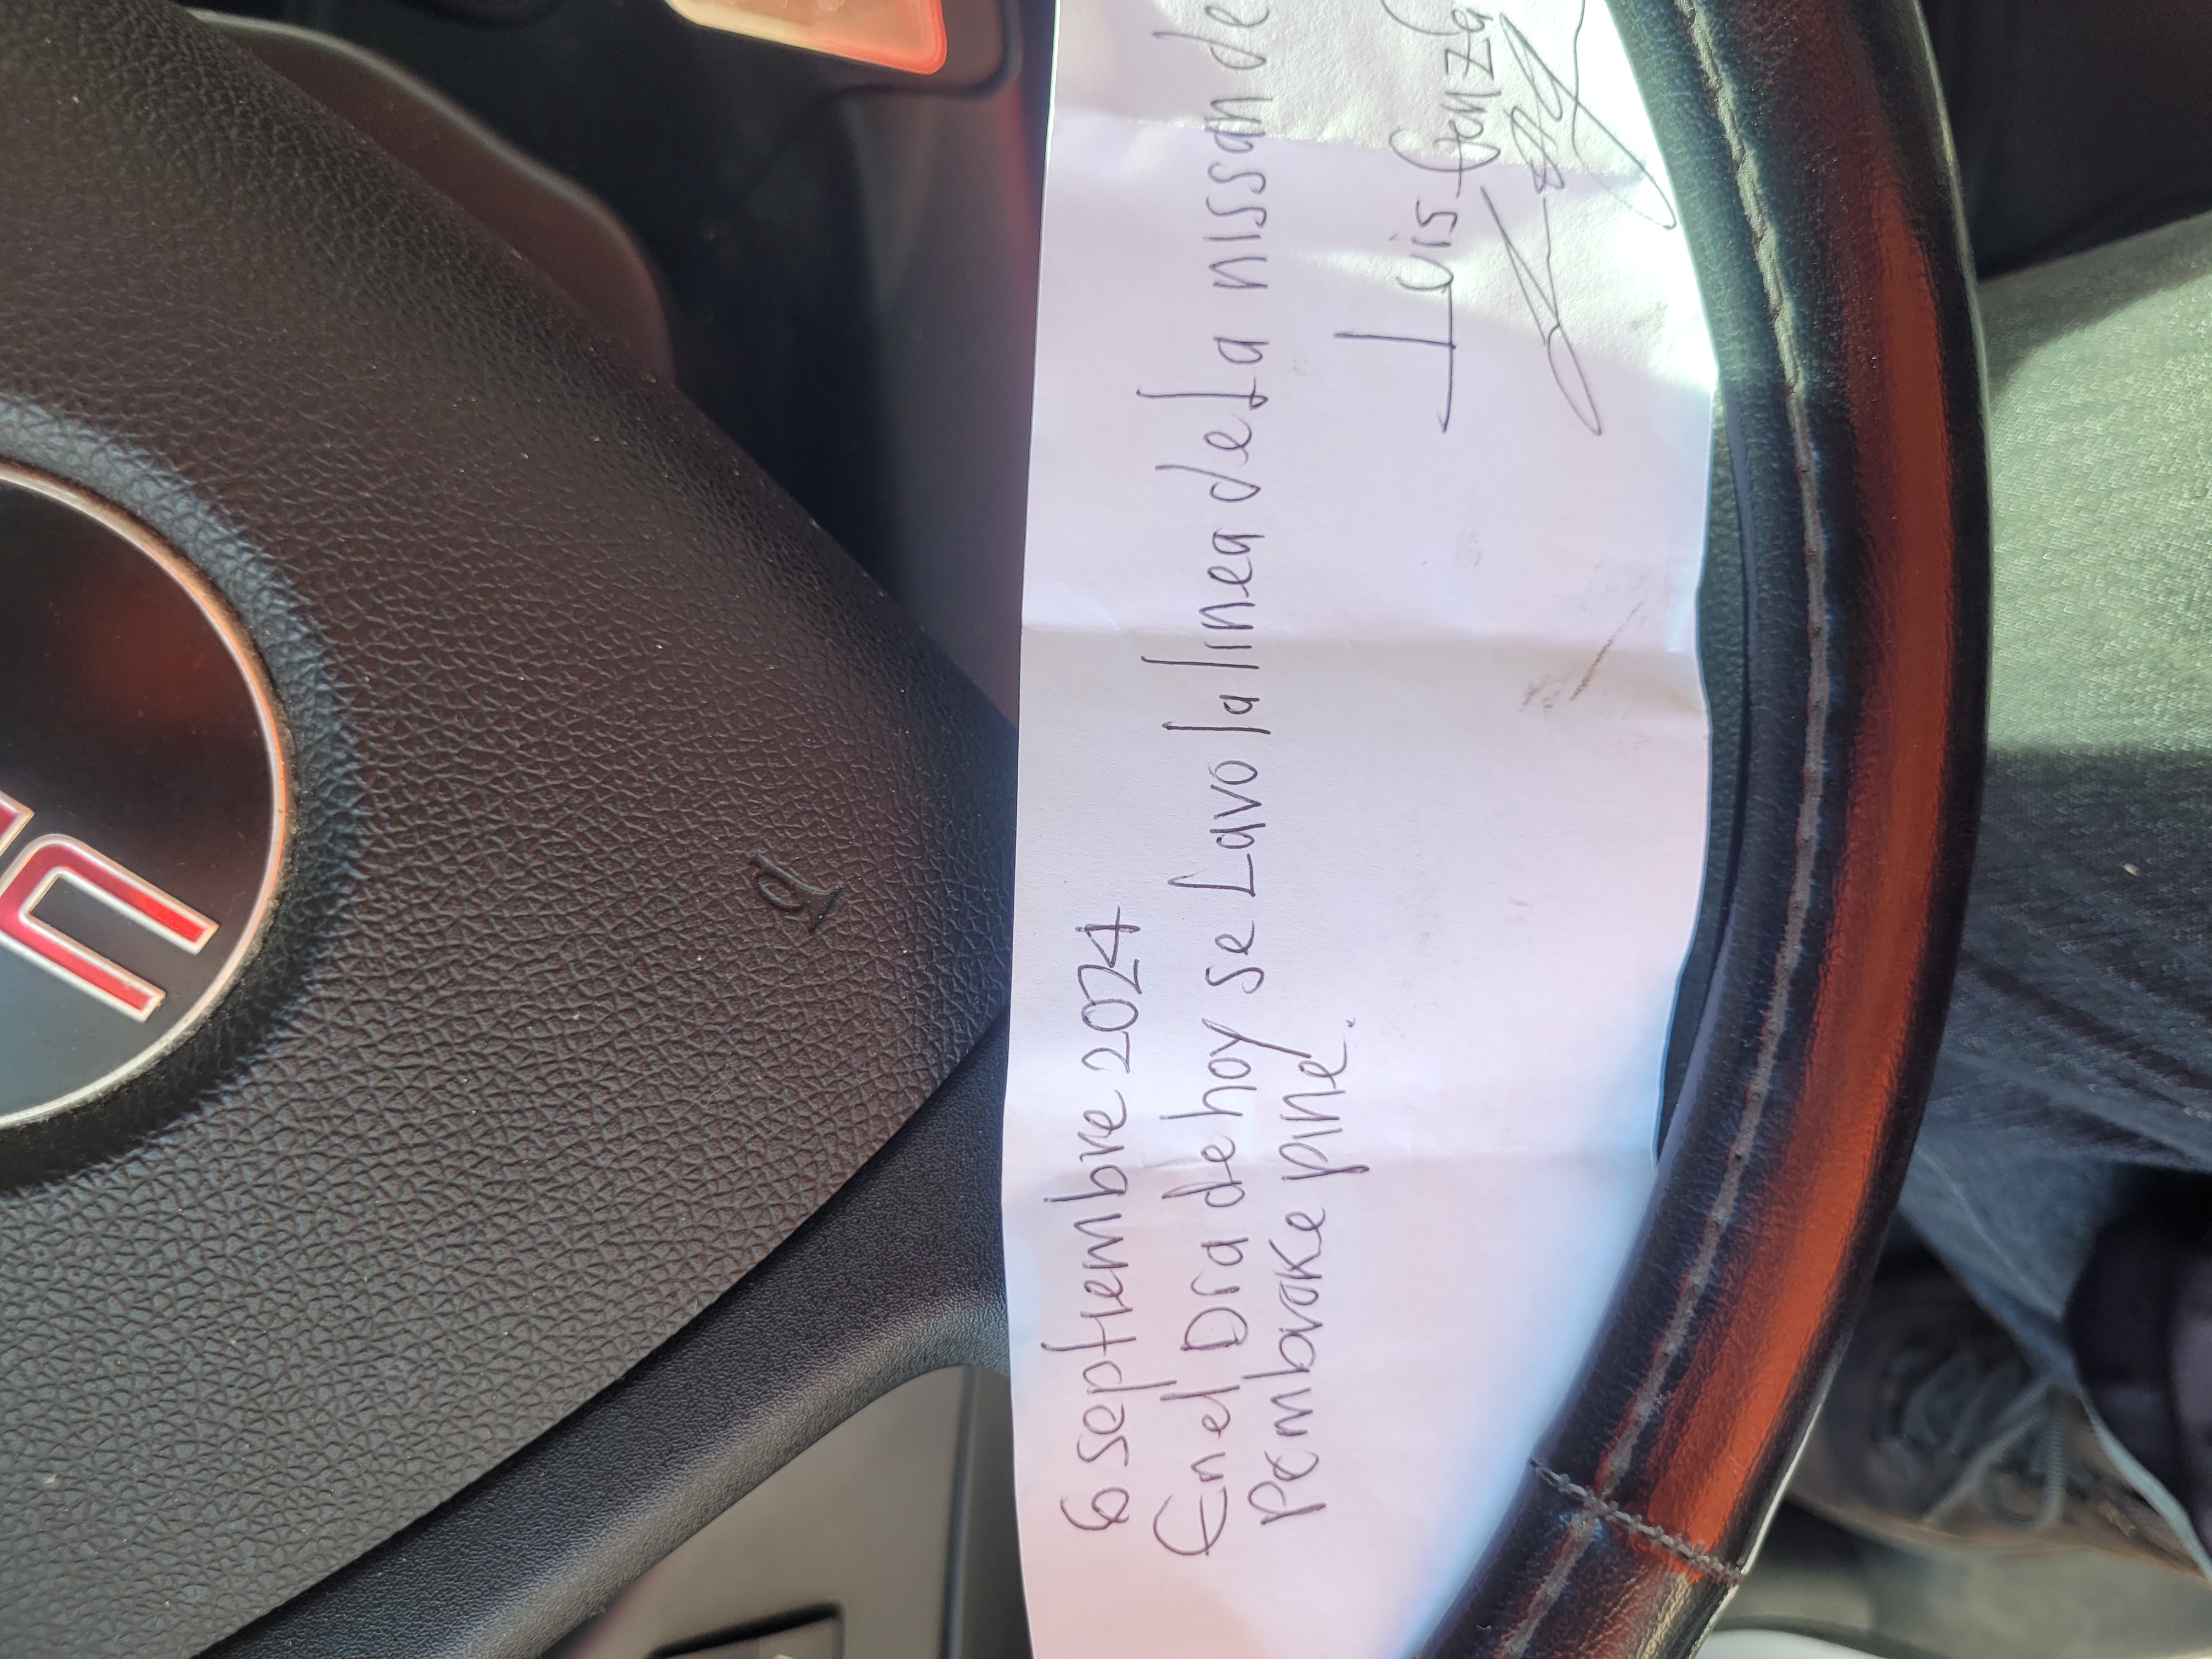 6 septiembre 2024
En el Dia de hoy se Lavo la linea de La nissan de
pembroke pine.
Luis